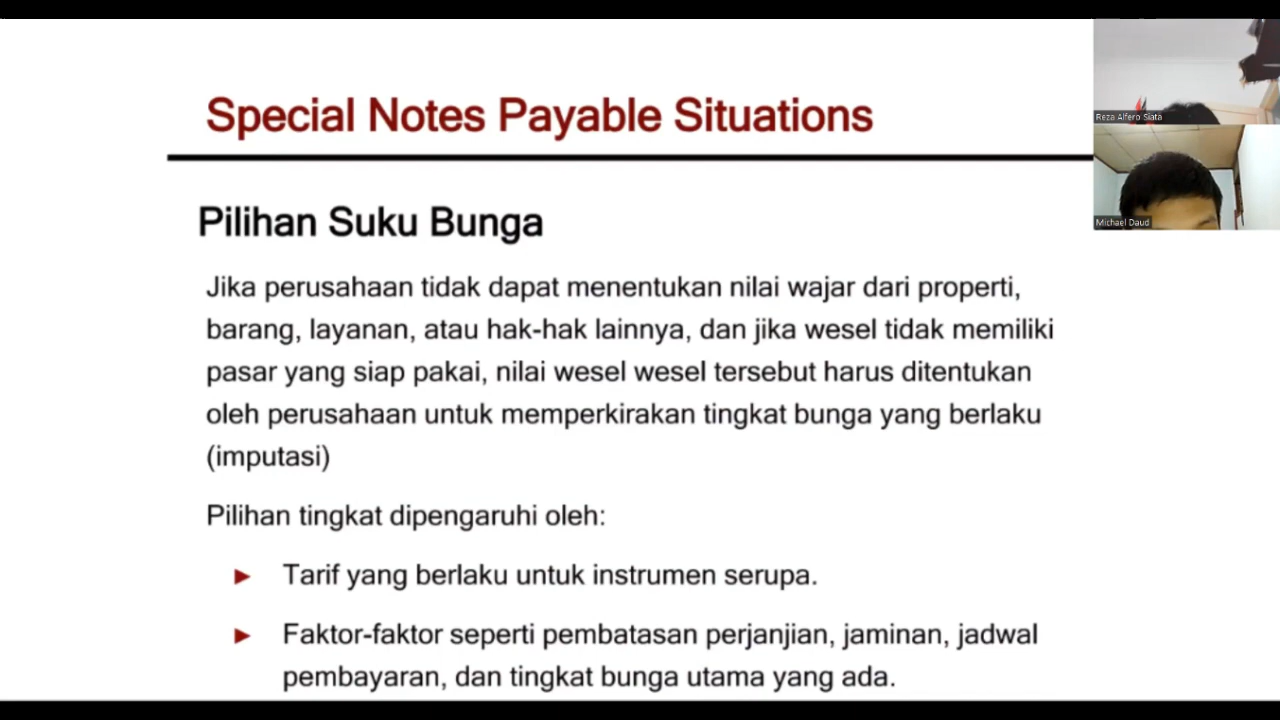 Special Notes Payable Situations
Pilihan Suku Bunga
Jika perusahaan tidak dapat menentukan nilai wajar dari properti,
barang, layanan, atau hak-hak lainnya, dan jika wesel tidak memiliki
pasar yang siap pakai, nilai wesel wesel tersebut harus ditentukan
oleh perusahaan untuk memperkirakan tingkat bunga yang berlaku
(imputasi)
Pilihan tingkat dipengaruhi oleh:
► Tarif yang berlaku untuk instrumen serupa.
► Faktor-faktor seperti pembatasan perjanjian, jaminan, jadwal
pembayaran, dan tingkat bunga utama yang ada.
Reza Alfero Siata
Michael Daud